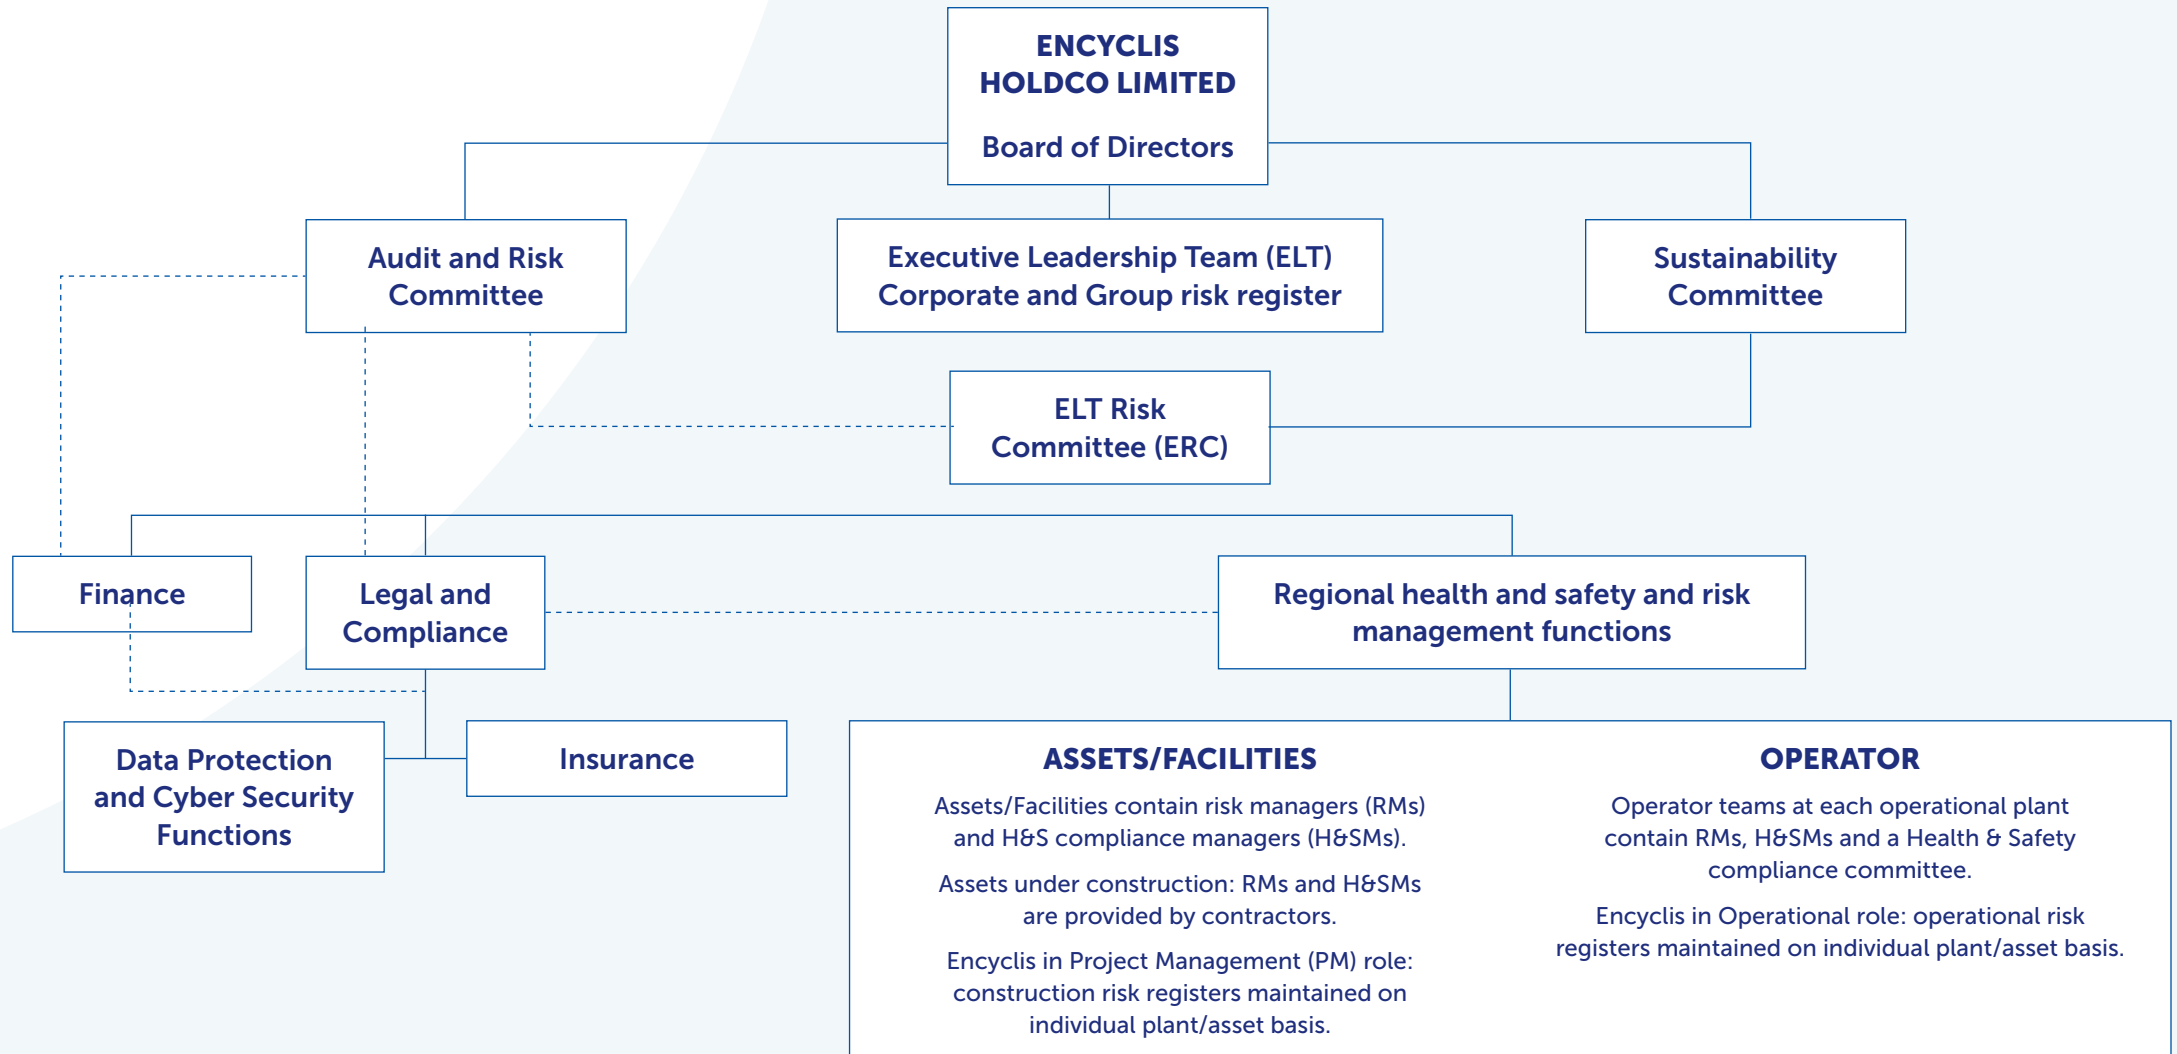 ENCYCLIS
HOLDCO LIMITED
Board of Directors
Audit and Risk
Committee
Executive Leadership Team (ELT)
Corporate and Group risk register
Sustainability
Committee
ELT Risk
Committee (ERC)
Finance
Legal and
Compliance
Regional health and safety and risk
management functions
Data Protection
and Cyber Security
Functions
Insurance
ASSETS/FACILITIES
Assets/Facilities contain risk managers (RMs)
and H&S compliance managers (H&SMs).
Assets under construction: RMs and H&SMs
are provided by contractors.
Encyclis in Project Management (PM) role:
construction risk registers maintained on
individual plant/asset basis.
OPERATOR
Operator teams at each operational plant
contain RMs, H&SMs and a Health & Safety
compliance committee.
Encyclis in Operational role: operational risk
registers maintained on individual plant/asset basis.